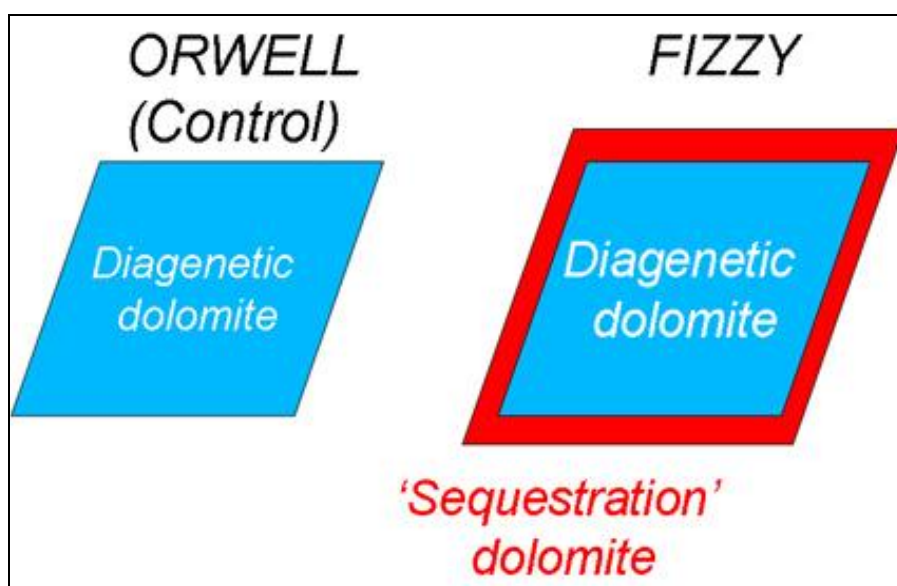 ORWELL
(Control)
FIZZY
Diagenetic
dolomite
Diagenetic
dolomite
‘Sequestration’
dolomite